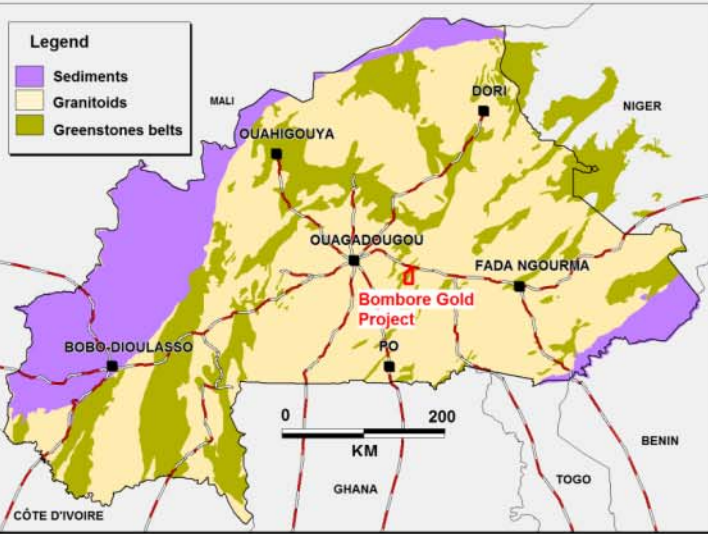 Legend
Sediments
Granitoids
Greenstones belts
MALI
DORI
NIGER
OUAHIGOUYA
OUAGADOUGOU
FADA NGOURMA
Bombore Gold
Project
BOBO-DIOULASSO
PO
0 200
KM
BENIN
GHANA
TOGO
CÔTE D'IVOIRE